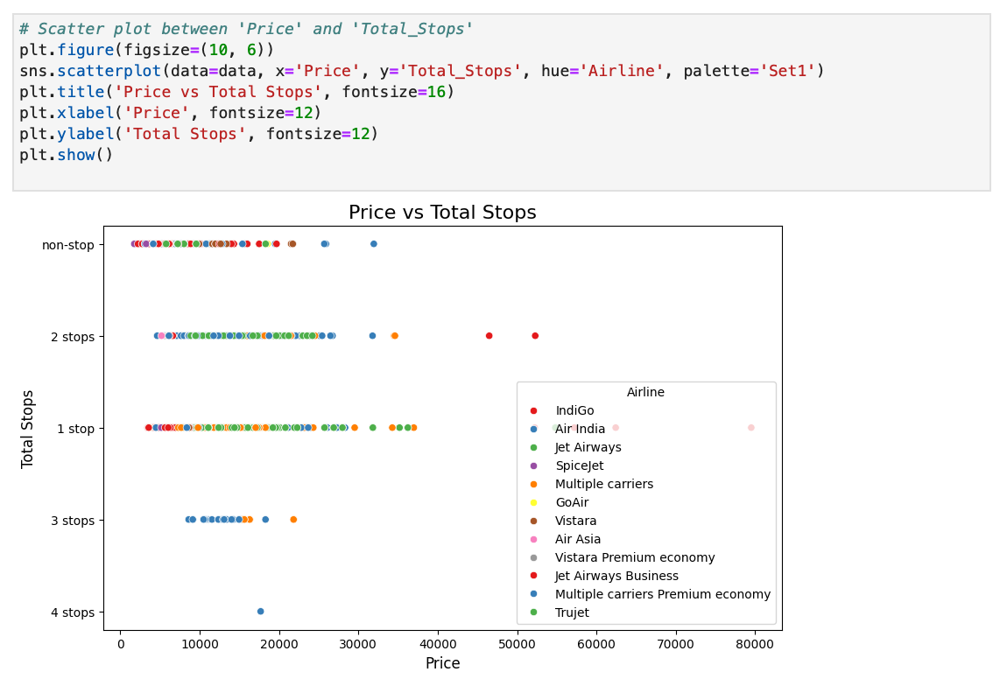 # Scatter plot between 'Price' and 'Total_Stops'
plt.figure(figsize=(10, 6))
sns.scatterplot(data=data, x='Price', y='Total_Stops', hue='Airline', palette='Set1')
plt.title('Price vs Total Stops', fontsize=16)
plt.xlabel('Price', fontsize=12)
plt.ylabel('Total Stops', fontsize=12)
plt.show()
Price vs Total Stops
Total Stops
non-stop
2 stops
1 stop
3 stops
4 stops
Airline
IndiGo
Air India
Jet Airways
SpiceJet
Multiple carriers
GoAir
Vistara
Air Asia
Vistara Premium economy
Jet Airways Business
Multiple carriers Premium economy
Trujet
0 10000 20000 30000 40000 50000 60000 70000 80000
Price